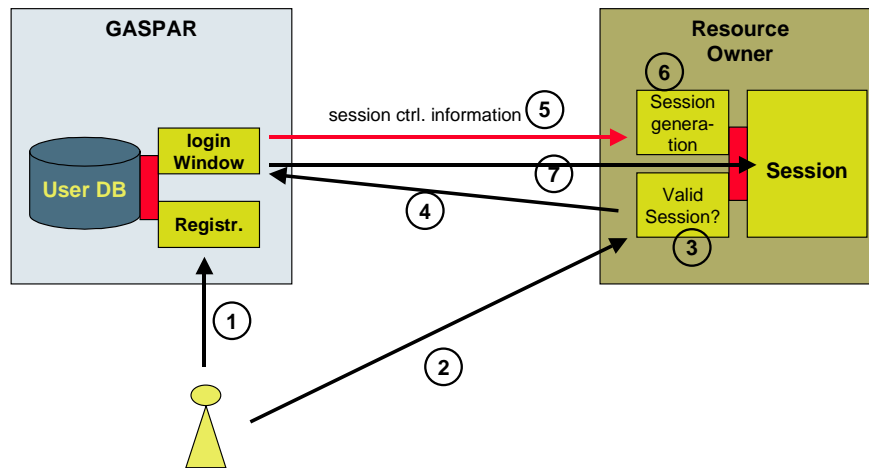 GASPAR
Resource
Owner
6
session ctrl. information
5
Session
genera-
tion
login
Window
User DB
7
Session
4
Valid
Session?
Registr.
3
1
2